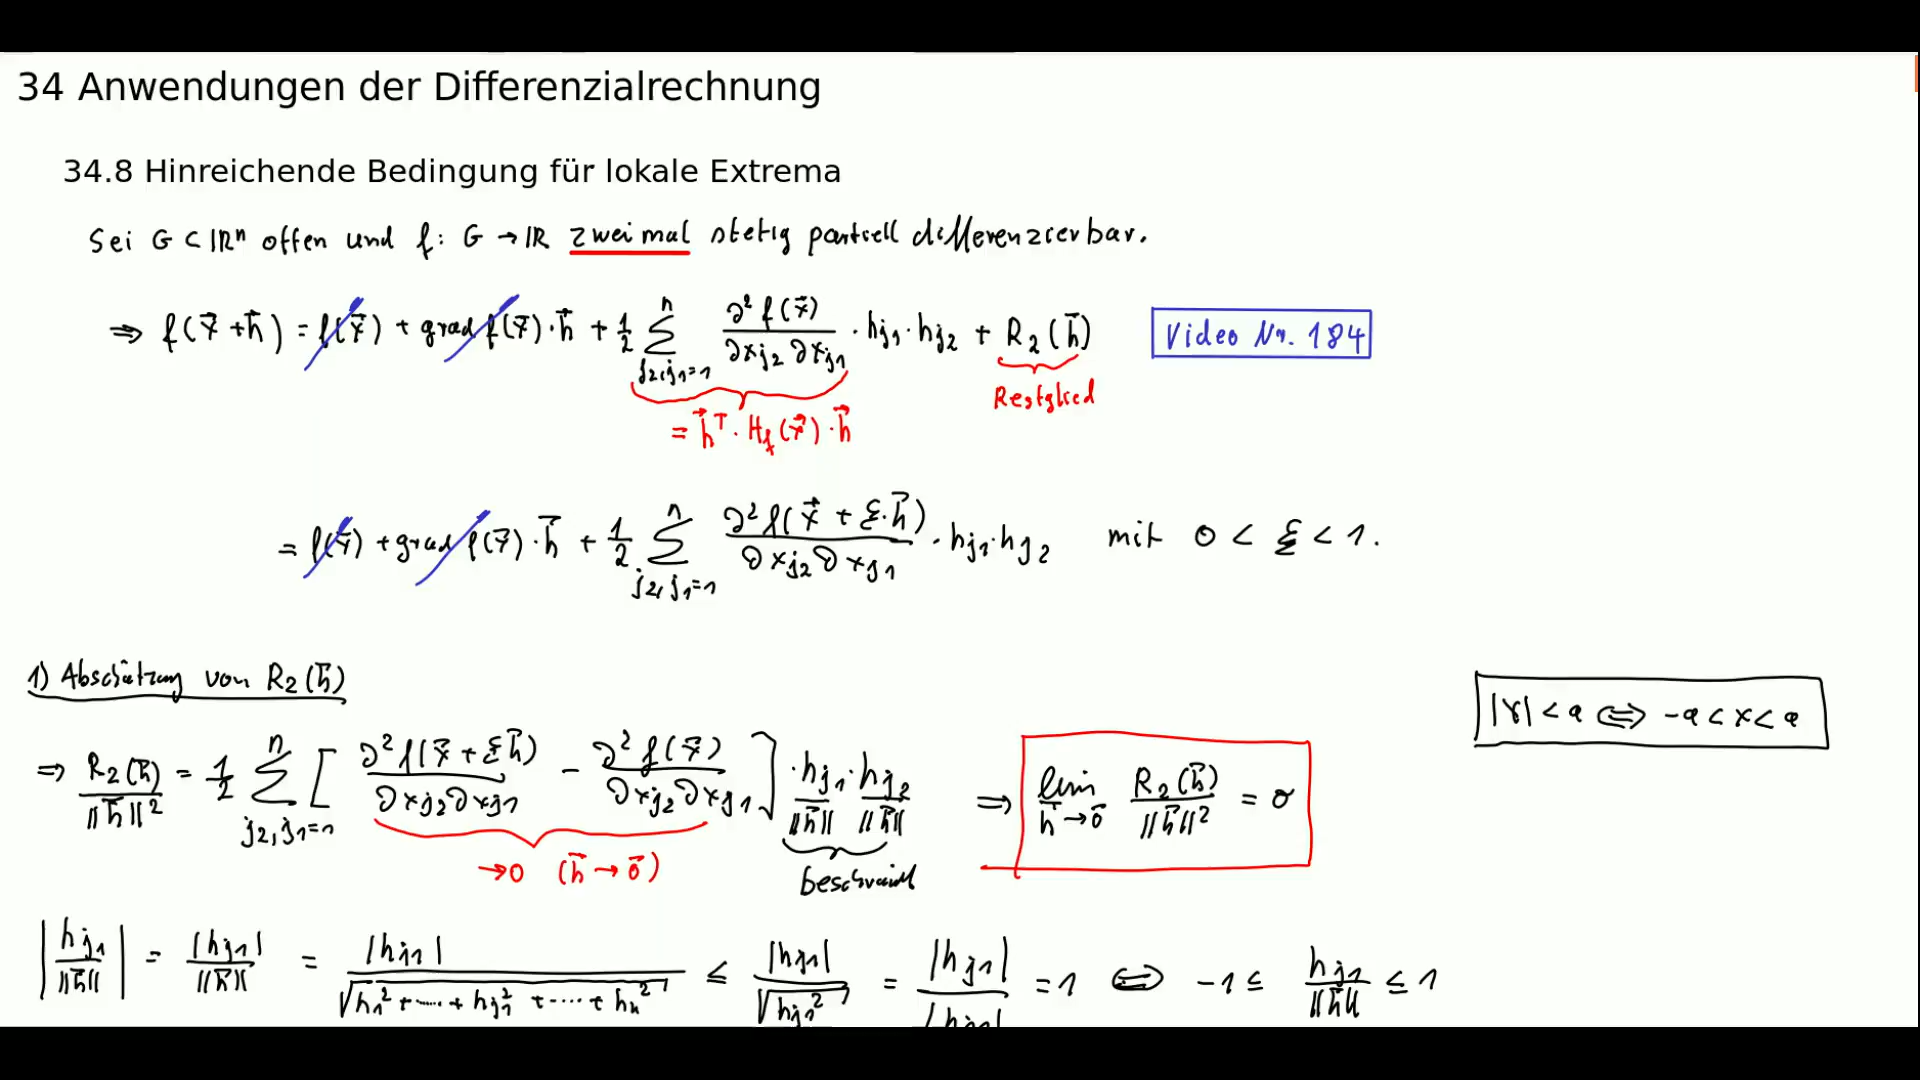 34 Anwendungen der Differenzialrechnung
34.8 Hinreichende Bedingung für lokale Extrema
Sei G ⊂ ℝⁿ offen und f: G → ℝ zweimal stetig partiell differenzierbar.
⇒ f(x⃗ + h⃗) = f(x⃗) + grad f(x⃗) · h⃗ + 1/2 ∑_{j₂,j₁=1}^{n} ∂²f(x⃗)/(∂x_{j₂} ∂x_{j₁}) · h_{j₁} · h_{j₂} + R₂(h⃗) Video Nr. 184
Restglied
= h⃗ᵀ · H_f(x⃗) · h⃗
= f(x⃗) + grad f(x⃗) · h⃗ + 1/2 ∑_{j₂,j₁=1}^{n} ∂²f(x⃗ + ξ·h⃗)/(∂x_{j₂} ∂x_{j₁}) · h_{j₁} · h_{j₂} mit 0 < ξ < 1.
1) Abschätzung von R₂(h⃗)
|x| < a ⇔ -a < x < a
⇒ R₂(h⃗)/‖h⃗‖² = 1/2 ∑_{j₂,j₁=1}^{n} [ ∂²f(x⃗ + ξh⃗)/(∂x_{j₂} ∂x_{j₁}) - ∂²f(x⃗)/(∂x_{j₂} ∂x_{j₁}) ] · h_{j₁}/‖h⃗‖ · h_{j₂}/‖h⃗‖ ⇒ lim_{h⃗→0⃗} R₂(h⃗)/‖h⃗‖² = 0
→ 0 (h⃗ → 0⃗) beschränkt
|h_{j₁}/‖h⃗‖| = |h_{j₁}|/‖h⃗‖ = |h_{j₁}|/√(h₁² + ····· + h_{j₁}² + ····· + h_n²) ≤ |h_{j₁}|/√(h_{j₁}²) = |h_{j₁}|/|h_{j₁}| = 1 ⇔ -1 ≤ h_{j₁}/‖h⃗‖ ≤ 1